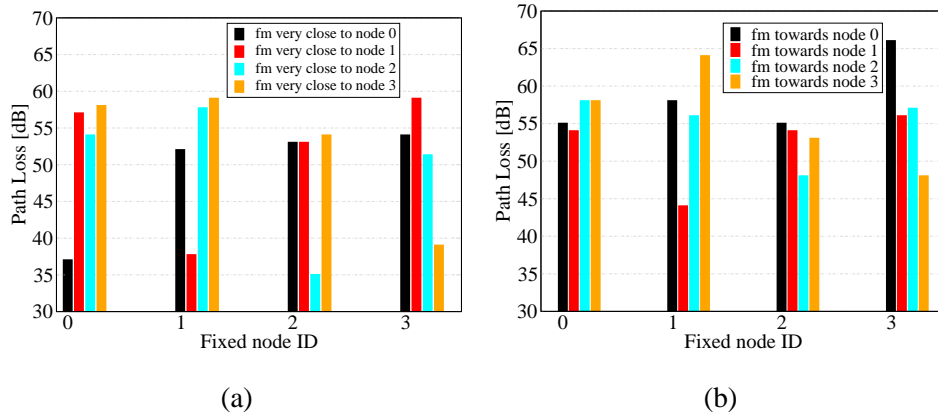 70
65
60
55
50
45
40
35
30
Path Loss [dB]
fm very close to node 0
fm very close to node 1
fm very close to node 2
fm very close to node 3
0 1 2 3
Fixed node ID
(a)
70
65
60
55
50
45
40
35
30
Path Loss [dB]
fm towards node 0
fm towards node 1
fm towards node 2
fm towards node 3
0 1 2 3
Fixed node ID
(b)